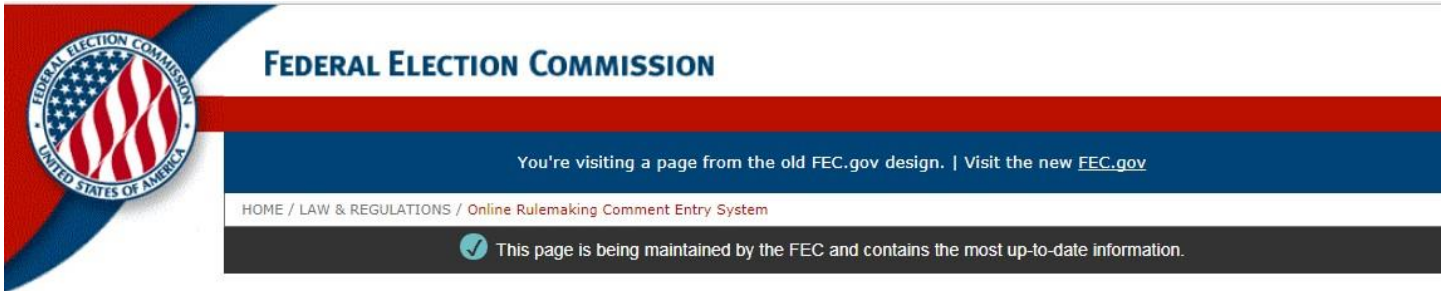 FEDERAL ELECTION COMMISSION
UNITED STATES OF AMERICA
FEDERAL ELECTION COMMISSION
You're visiting a page from the old FEC.gov design. | Visit the new FEC.gov
HOME / LAW & REGULATIONS / Online Rulemaking Comment Entry System
This page is being maintained by the FEC and contains the most up-to-date information.